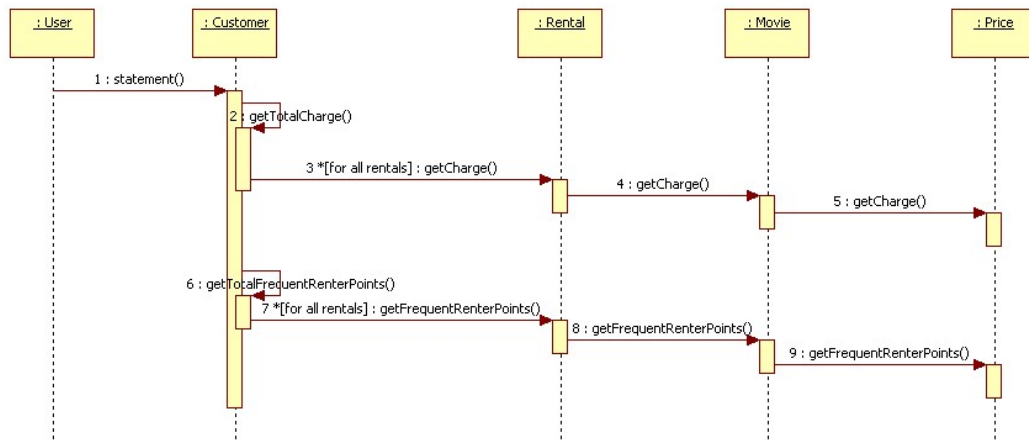 : User
: Customer
: Rental
: Movie
: Price
1 : statement()
2 : getTotalCharge()
3 *[for all rentals] : getCharge()
4 : getCharge()
5 : getCharge()
6 : getTotalFrequentRenterPoints()
7 *[for all rentals] : getFrequentRenterPoints()
8 : getFrequentRenterPoints()
9 : getFrequentRenterPoints()